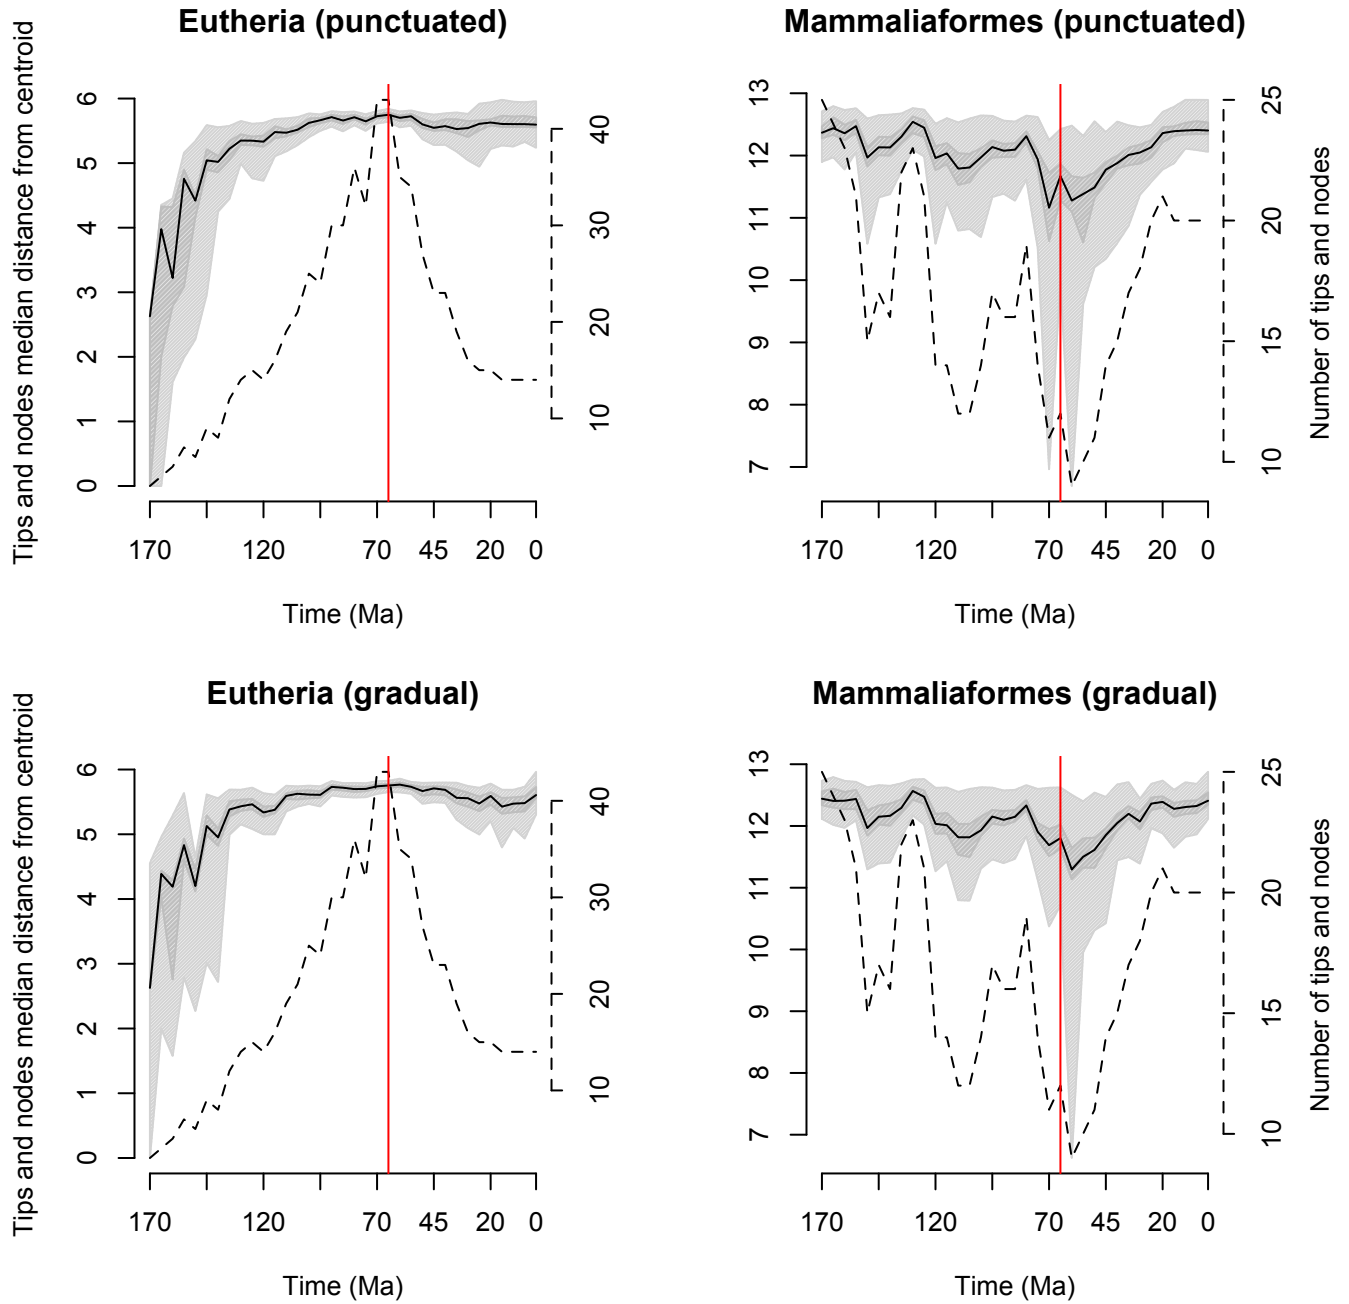 Eutheria (punctuated)
Tips and nodes median distance from centroid
0 1 2 3 4 5 6
10 20 30 40
170 120 70 45 20 0
Time (Ma)
Mammaliaformes (punctuated)
7 8 9 10 11 12 13
10 15 20 25
Number of tips and nodes
170 120 70 45 20 0
Time (Ma)
Eutheria (gradual)
Tips and nodes median distance from centroid
0 1 2 3 4 5 6
10 20 30 40
170 120 70 45 20 0
Time (Ma)
Mammaliaformes (gradual)
7 8 9 10 11 12 13
10 15 20 25
Number of tips and nodes
170 120 70 45 20 0
Time (Ma)